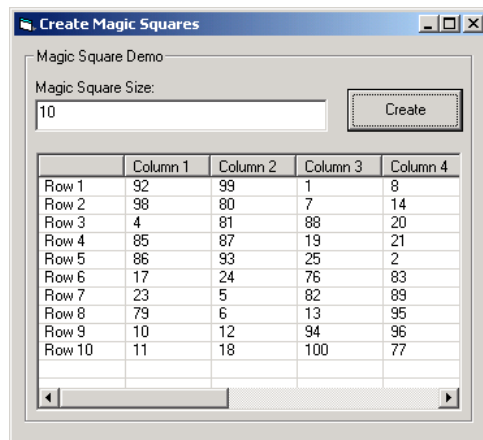 Create Magic Squares
Magic Square Demo
Magic Square Size:
10
Create
Column 1 Column 2 Column 3 Column 4
Row 1 92 99 1 8
Row 2 98 80 7 14
Row 3 4 81 88 20
Row 4 85 87 19 21
Row 5 86 93 25 2
Row 6 17 24 76 83
Row 7 23 5 82 89
Row 8 79 6 13 95
Row 9 10 12 94 96
Row 10 11 18 100 77